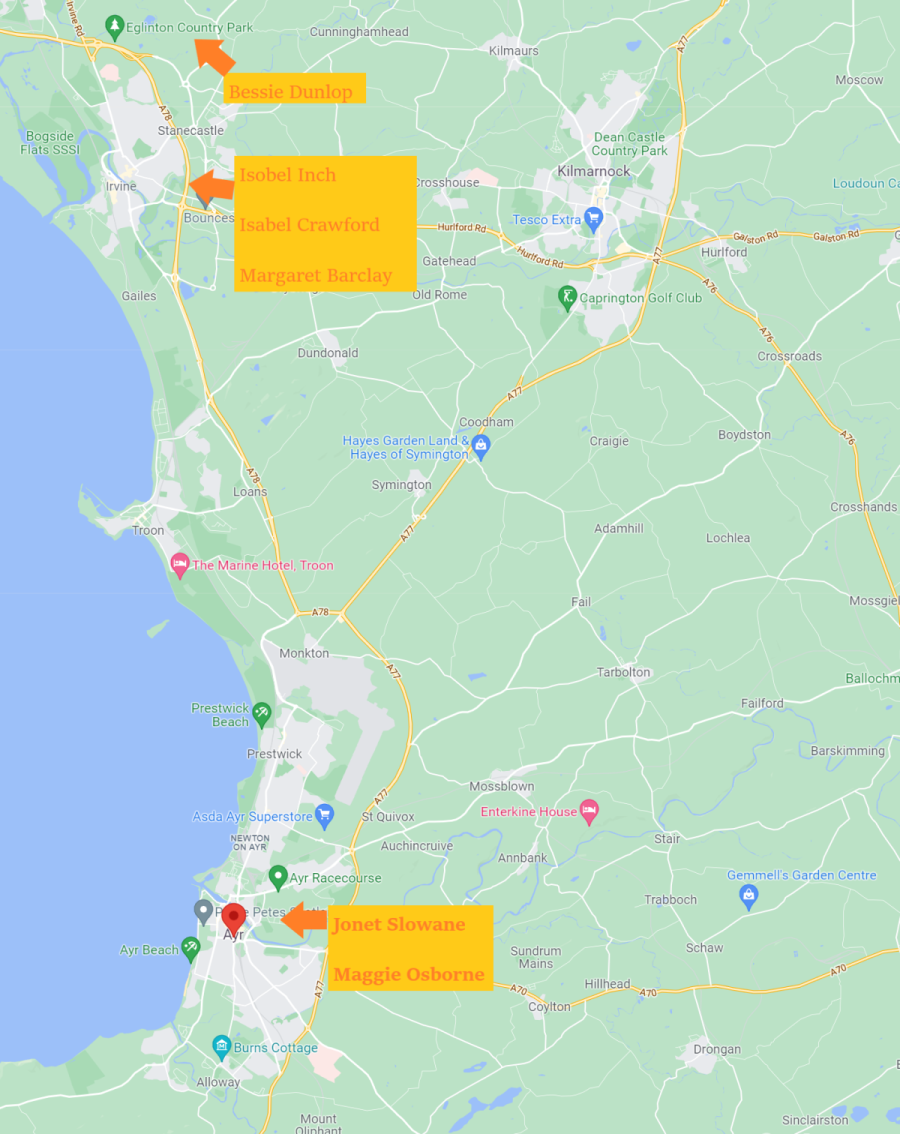 Irvine Rd
Eglinton Country Park
Cunninghamhead
Kilmaurs
A77
Moscow
Bessie Dunlop
A78
Stanecastle
Bogside
Flats SSSI
Dean Castle
Country Park
Isobel Inch
Kilmarnock
Crosshouse
Irvine
Loudoun Ca
Bounces
Isabel Crawford
Tesco Extra
Hurlford Rd
Galston Rd
Galston Rd
Hurlford
Hurlford Rd
A77
Gatehead
Margaret Barclay
A76
Gailes
Old Rome
Caprington Golf Club
A76
Dundonald
Crossroads
A77
Coodham
Hayes Garden Land &
Hayes of Symington
Craigie
Boydston
A76
A78
Loans
Symington
Crosshands
Troon
A77
Adamhill
Lochlea
The Marine Hotel, Troon
Fail
Mossgiel
A78
Monkton
A77
Tarbolton
Ballochm
Prestwick
Beach
Failford
Prestwick
Barskimming
Mossblown
A77
Asda Ayr Superstore
St Quivox
Enterkine House
NEWTON
ON AYR
Auchincruive
Stair
Annbank
Ayr Racecourse
Gemmell's Garden Centre
Trabboch
Petes
Jonet Slowane
Ayr
Ayr Beach
Sundrum
Mains
Schaw
Maggie Osborne
A70
A77
A70
Hillhead
A70
Coylton
Burns Cottage
Drongan
Alloway
Mount
Oliphant
Sinclairston